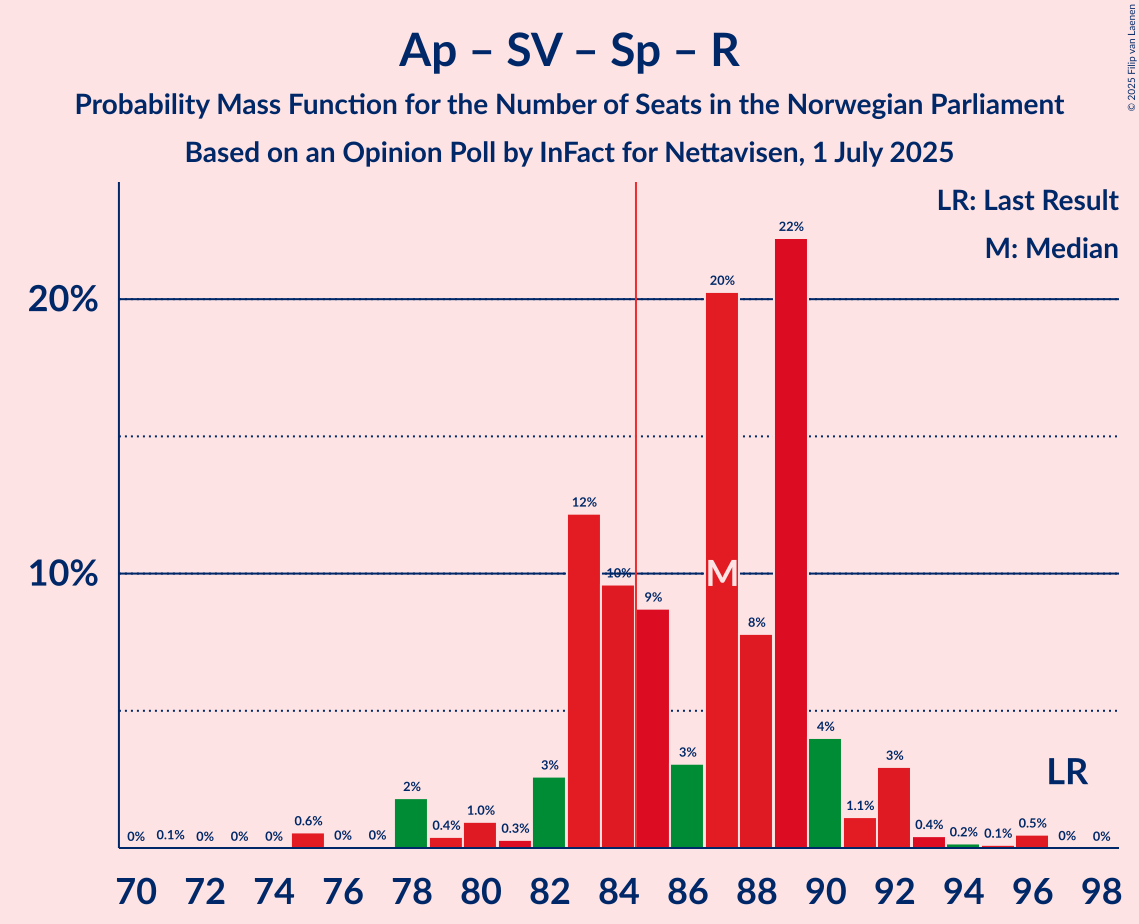 Ap – SV – Sp – R
Probability Mass Function for the Number of Seats in the Norwegian Parliament
Based on an Opinion Poll by InFact for Nettavisen, 1 July 2025
© 2025 Filip van Laenen
LR: Last Result
M: Median
20%
10%
0% 0.1% 0% 0% 0% 0.6% 0% 0% 2% 0.4% 1.0% 0.3% 3% 12% 10% 9% 3% 20% 8% 22% 4% 1.1% 3% 0.4% 0.2% 0.1% 0.5% 0% 0%
M
LR
70 72 74 76 78 80 82 84 86 88 90 92 94 96 98